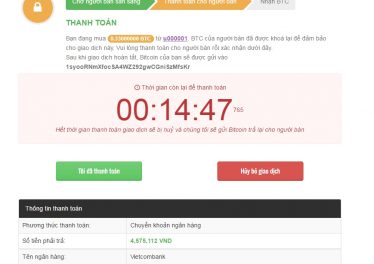 Chờ người bán sẵn sàng
Thanh toán cho người bán
Nhận BTC
THANH TOÁN
Bạn đang mua 0.33000000 BTC từ u000001. BTC của người bán đã được khoá lại để đảm bảo
cho giao dịch này, Vui lòng thanh toán cho người bán rồi xác nhận dưới đây.
Sau khi giao dịch hoàn tất, Bitcoin của bạn sẽ được gửi vào
Thời gian còn lại để thanh toán
00:14:47 765
Hết thời gian thanh toán giao dịch sẽ bị huỷ và chúng tôi sẽ gửi Bitcoin trả lại cho người bán
Tôi đã thanh toán
Hủy bỏ giao dịch
Thông tin thanh toán
Phương thức thanh toán: Chuyển khoản ngân hàng
Số tiền phải trả: 4,575,112 VND
Tên ngân hàng: Vietcombank